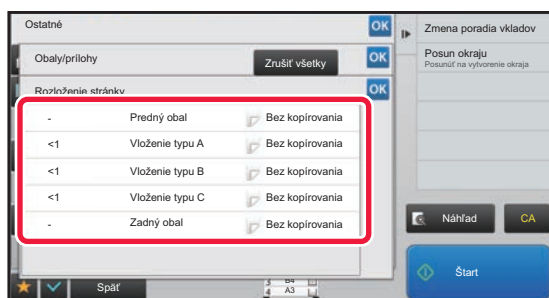 Ostatné
OK
Obaly/prílohy
Zrušiť všetky
OK
Rozloženie stránky
OK
- Predný obal Bez kopírovania
<1 Vloženie typu A Bez kopírovania
<1 Vloženie typu B Bez kopírovania
<1 Vloženie typu C Bez kopírovania
- Zadný obal Bez kopírovania
Späť
3 B4
4 A3
Zmena poradia vkladov
Posun okraju
Posunúť na vytvorenie okraja
Náhľad
CA
Štart